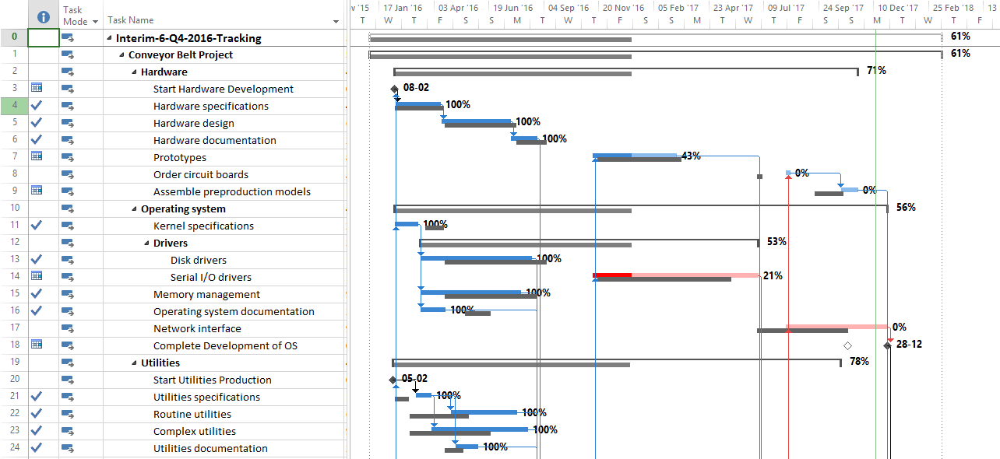 Task Mode
Task Name
v '15 17 Jan '16 03 Apr '16 19 Jun '16 04 Sep '16 20 Nov '16 05 Feb '17 23 Apr '17 09 Jul '17 24 Sep '17 10 Dec '17 25 Feb '18 13
T W T F S S M T W T F S S M T W T F S
0 Interim-6-Q4-2016-Tracking 61%
1 Conveyor Belt Project 61%
2 Hardware 71%
3 Start Hardware Development 08-02
4 Hardware specifications 100%
5 Hardware design 100%
6 Hardware documentation 100%
7 Prototypes 43%
8 Order circuit boards 0%
9 Assemble preproduction models 0%
10 Operating system 56%
11 Kernel specifications 100%
12 Drivers 53%
13 Disk drivers 100%
14 Serial I/O drivers 21%
15 Memory management 100%
16 Operating system documentation 100%
17 Network interface 0%
18 Complete Development of OS 28-12
19 Utilities 78%
20 Start Utilities Production 05-02
21 Utilities specifications 100%
22 Routine utilities 100%
23 Complex utilities 100%
24 Utilities documentation 100%